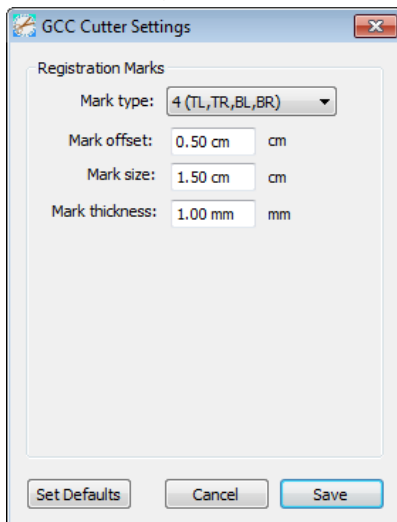 GCC Cutter Settings
Registration Marks
Mark type: 4 (TL,TR,BL,BR)
Mark offset: 0.50 cm cm
Mark size: 1.50 cm cm
Mark thickness: 1.00 mm mm
Set Defaults Cancel Save